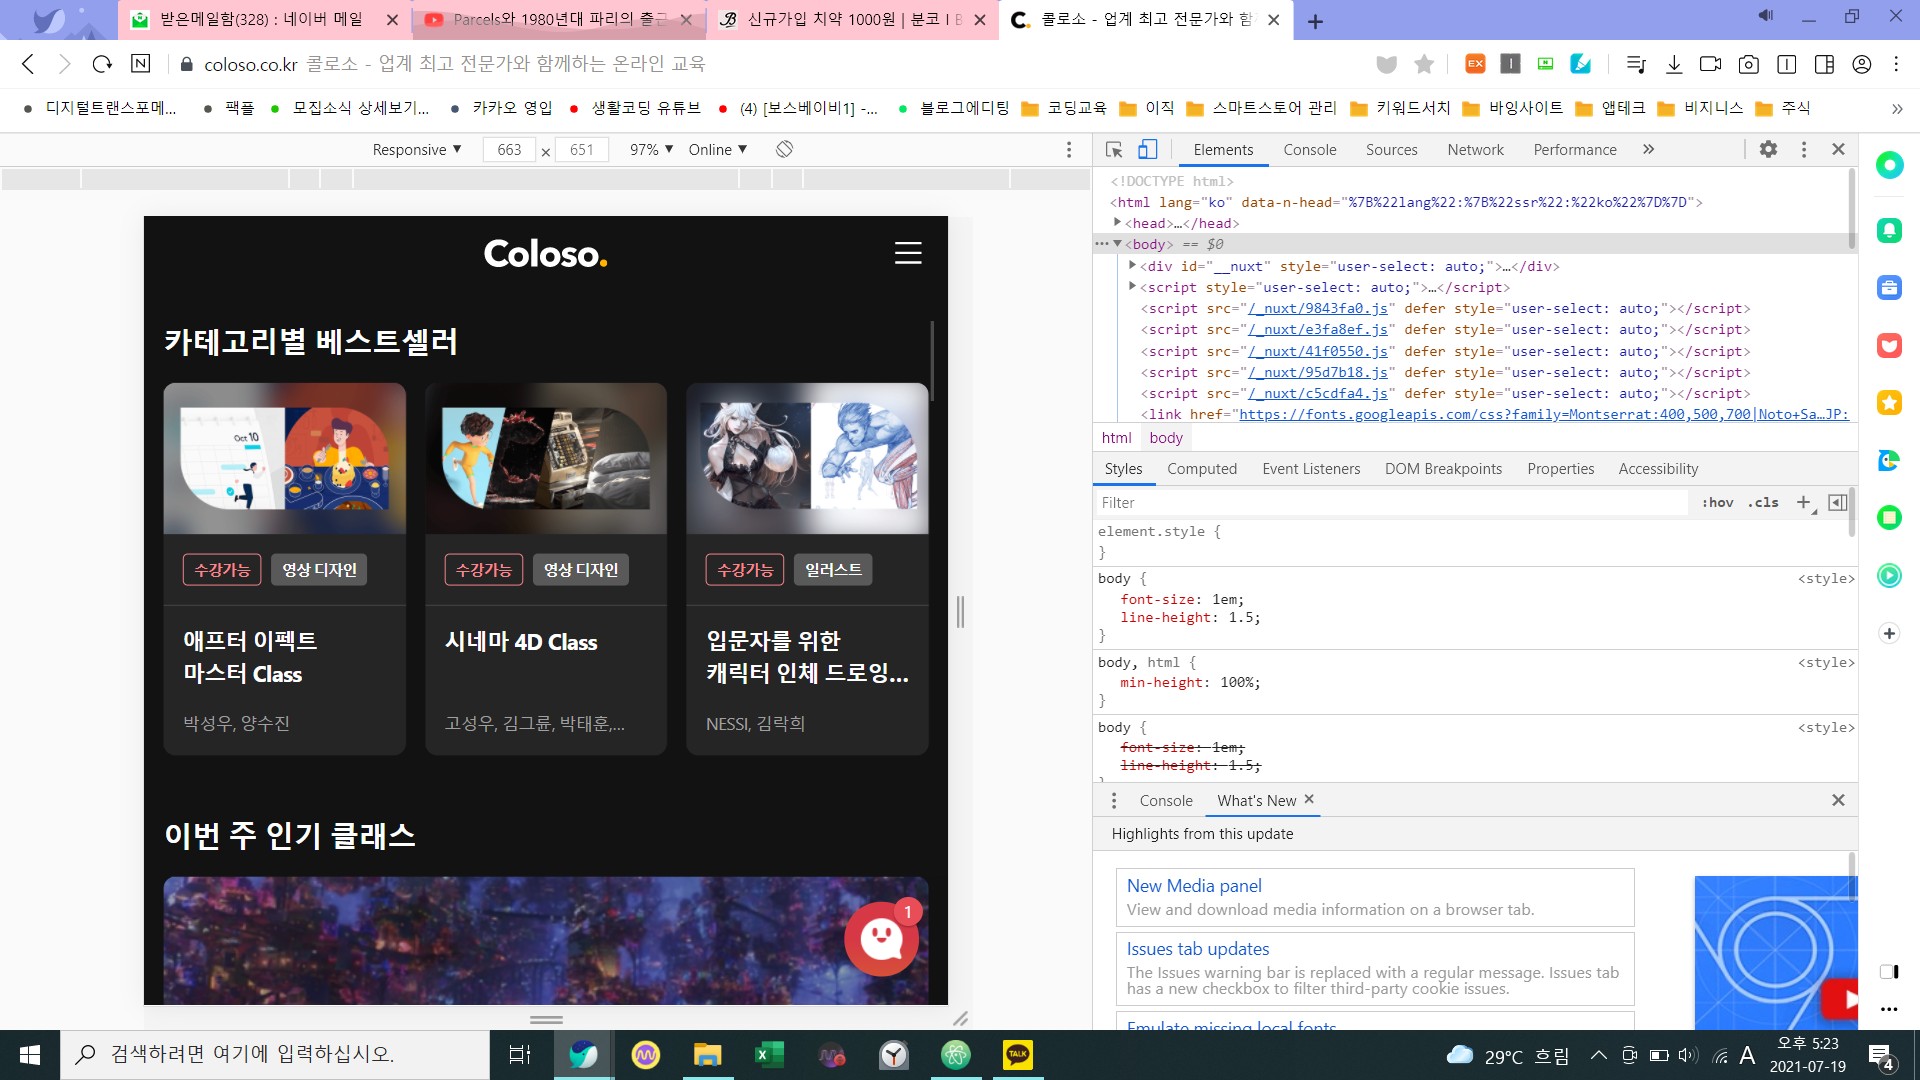 받은메일함(328) : 네이버 메일
Parcels와 1980년대 파리의 출근
신규가입 치약 1000원 | 분코 I B
콜로소 - 업계 최고 전문가와 함께
coloso.co.kr 콜로소 - 업계 최고 전문가와 함께하는 온라인 교육
디지털트랜스포메...
팩플
모집소식 상세보기...
카카오 영입
생활코딩 유튜브
(4) [보스베이비1] -...
블로그에디팅
코딩교육
이직
스마트스토어 관리
키워드서치
바잉사이트
앱테크
비지니스
주식
Responsive 663 × 651 97% Online
Elements Console Sources Network Performance
<!DOCTYPE html>
<html lang="ko" data-n-head="%7B%22lang%22:%7B%22ssr%22:%22ko%22%7D%7D">
<head>…</head>
<body> == $0
<div id="__nuxt" style="user-select: auto;">…</div>
<script style="user-select: auto;">…</script>
<script src="/_nuxt/9843fa0.js" defer style="user-select: auto;"></script>
<script src="/_nuxt/e3fa8ef.js" defer style="user-select: auto;"></script>
<script src="/_nuxt/41f0550.js" defer style="user-select: auto;"></script>
<script src="/_nuxt/95d7b18.js" defer style="user-select: auto;"></script>
<script src="/_nuxt/c5cdfa4.js" defer style="user-select: auto;"></script>
<link href="https://fonts.googleapis.com/css?family=Montserrat:400,500,700|Noto+Sa…JP:
html body
Styles Computed Event Listeners DOM Breakpoints Properties Accessibility
Filter :hov .cls
element.style {
}
body { <style>
font-size: 1em;
line-height: 1.5;
}
body, html { <style>
min-height: 100%;
}
body { <style>
font-size: 1em;
line-height: 1.5;
Console What's New
Highlights from this update
New Media panel
View and download media information on a browser tab.
Issues tab updates
The Issues warning bar is replaced with a regular message. Issues tab
has a new checkbox to filter third-party cookie issues.
Emulate missing local fonts
Coloso.
카테고리별 베스트셀러
Oct 10
수강가능 영상 디자인
애프터 이펙트
마스터 Class
박성우, 양수진
수강가능 영상 디자인
시네마 4D Class
고성우, 김그륜, 박태훈,...
수강가능 일러스트
입문자를 위한
캐릭터 인체 드로잉...
NESSI, 김락희
이번 주 인기 클래스
1
검색하려면 여기에 입력하십시오.
TALK
29°C 흐림
A
오후 5:23
2021-07-19
4